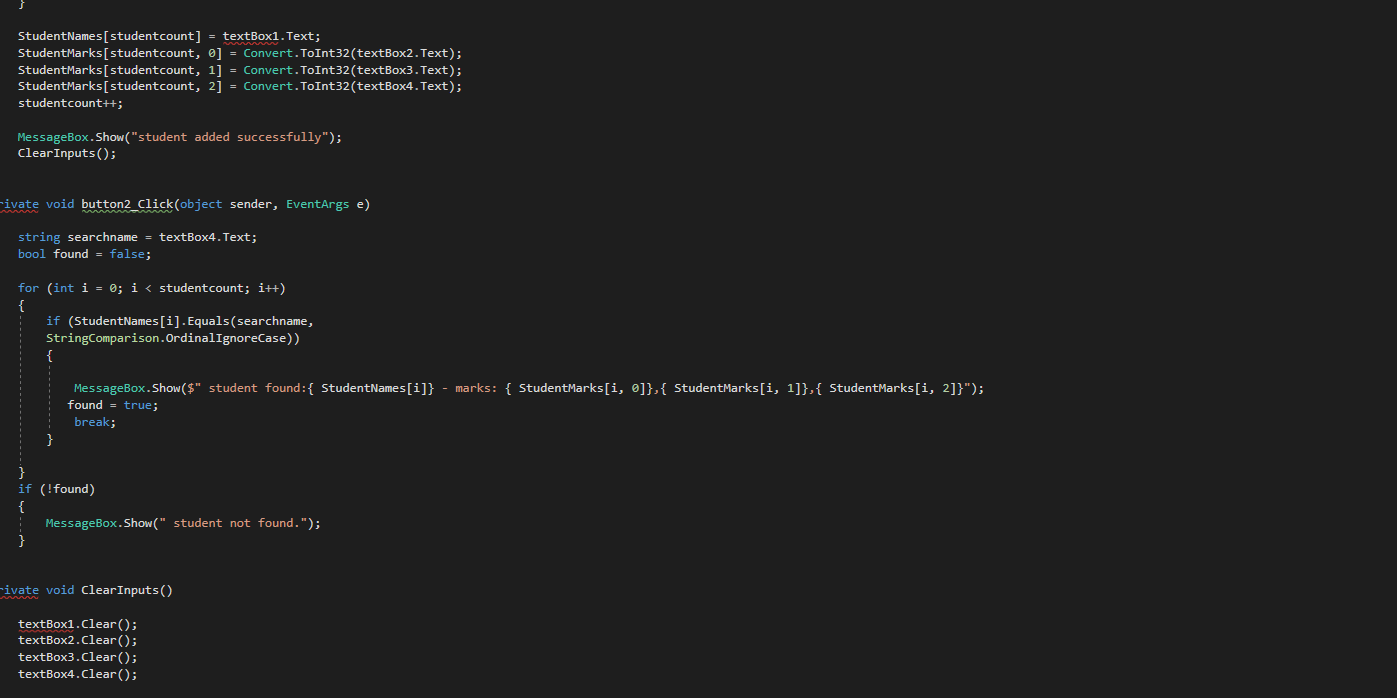 }
StudentNames[studentcount] = textBox1.Text;
StudentMarks[studentcount, 0] = Convert.ToInt32(textBox2.Text);
StudentMarks[studentcount, 1] = Convert.ToInt32(textBox3.Text);
StudentMarks[studentcount, 2] = Convert.ToInt32(textBox4.Text);
studentcount++;
MessageBox.Show("student added successfully");
ClearInputs();
rivate void button2_Click(object sender, EventArgs e)
string searchname = textBox4.Text;
bool found = false;
for (int i = 0; i < studentcount; i++)
{
if (StudentNames[i].Equals(searchname,
StringComparison.OrdinalIgnoreCase))
{
MessageBox.Show($" student found:{ StudentNames[i]} - marks: { StudentMarks[i, 0]},{ StudentMarks[i, 1]},{ StudentMarks[i, 2]}");
found = true;
break;
}
}
if (!found)
{
MessageBox.Show(" student not found.");
}
rivate void ClearInputs()
textBox1.Clear();
textBox2.Clear();
textBox3.Clear();
textBox4.Clear();